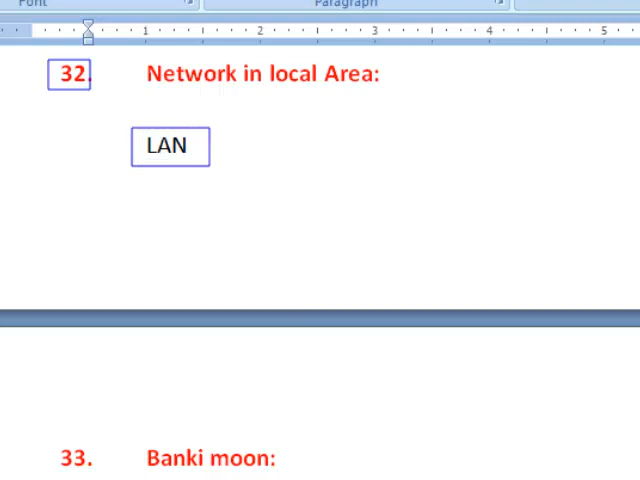 Font Paragraph
1 2 3 4 5
32. Network in local Area:
LAN
33. Banki moon: